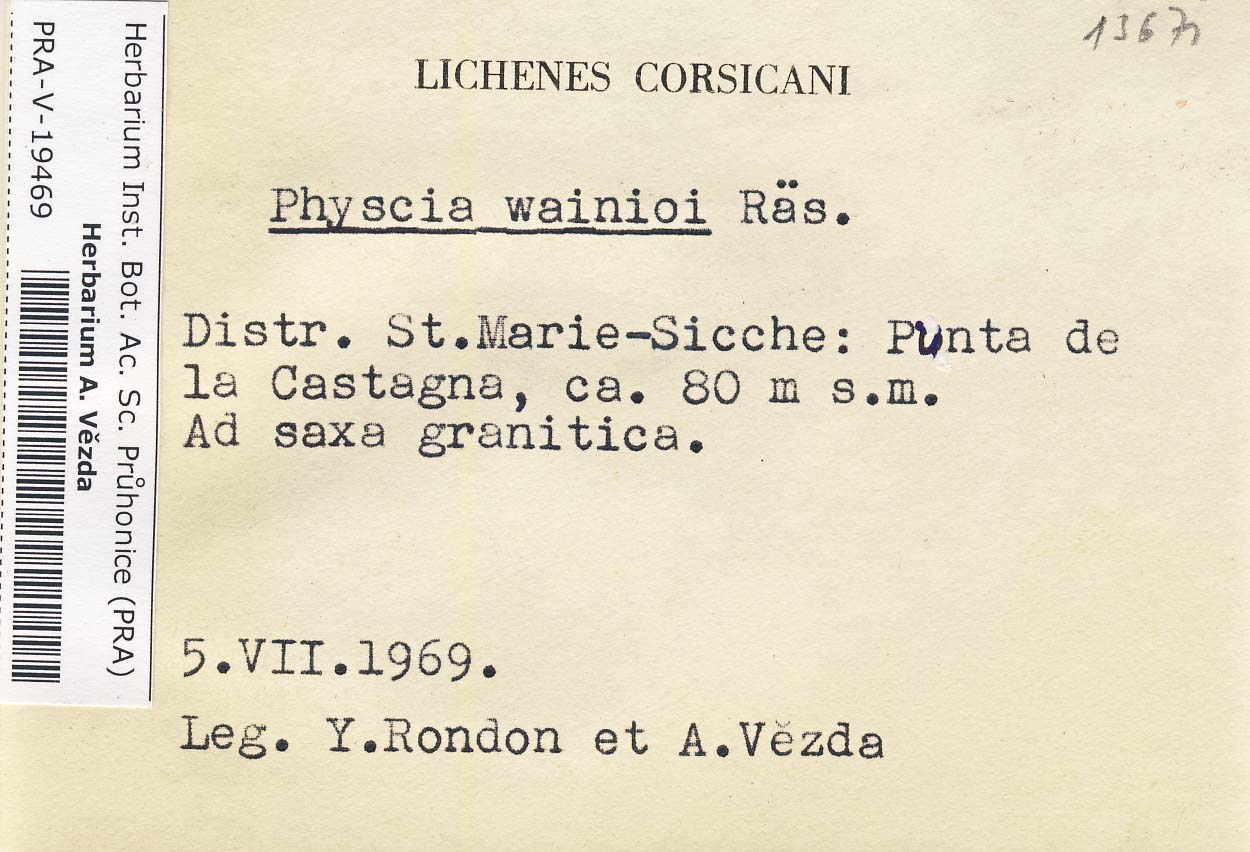 LICHENES CORSICANI
Physcia wainioi Räs.
Distr. St.Marie-Sicche: Punta de
la Castagna, ca. 80 m s.m.
Ad saxa granitica.
5.VII.1969.
Leg. Y.Rondon et A.Vězda
Herbarium Inst. Bot. Ac. Sc. Průhonice (PRA)
Herbarium A. Vězda
PRA-V-19469